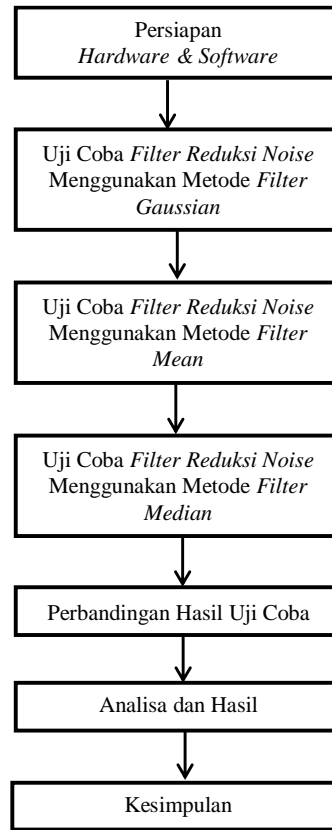 Persiapan
Hardware & Software
Uji Coba Filter Reduksi Noise
Menggunakan Metode Filter
Gaussian
Uji Coba Filter Reduksi Noise
Menggunakan Metode Filter
Mean
Uji Coba Filter Reduksi Noise
Menggunakan Metode Filter
Median
Perbandingan Hasil Uji Coba
Analisa dan Hasil
Kesimpulan